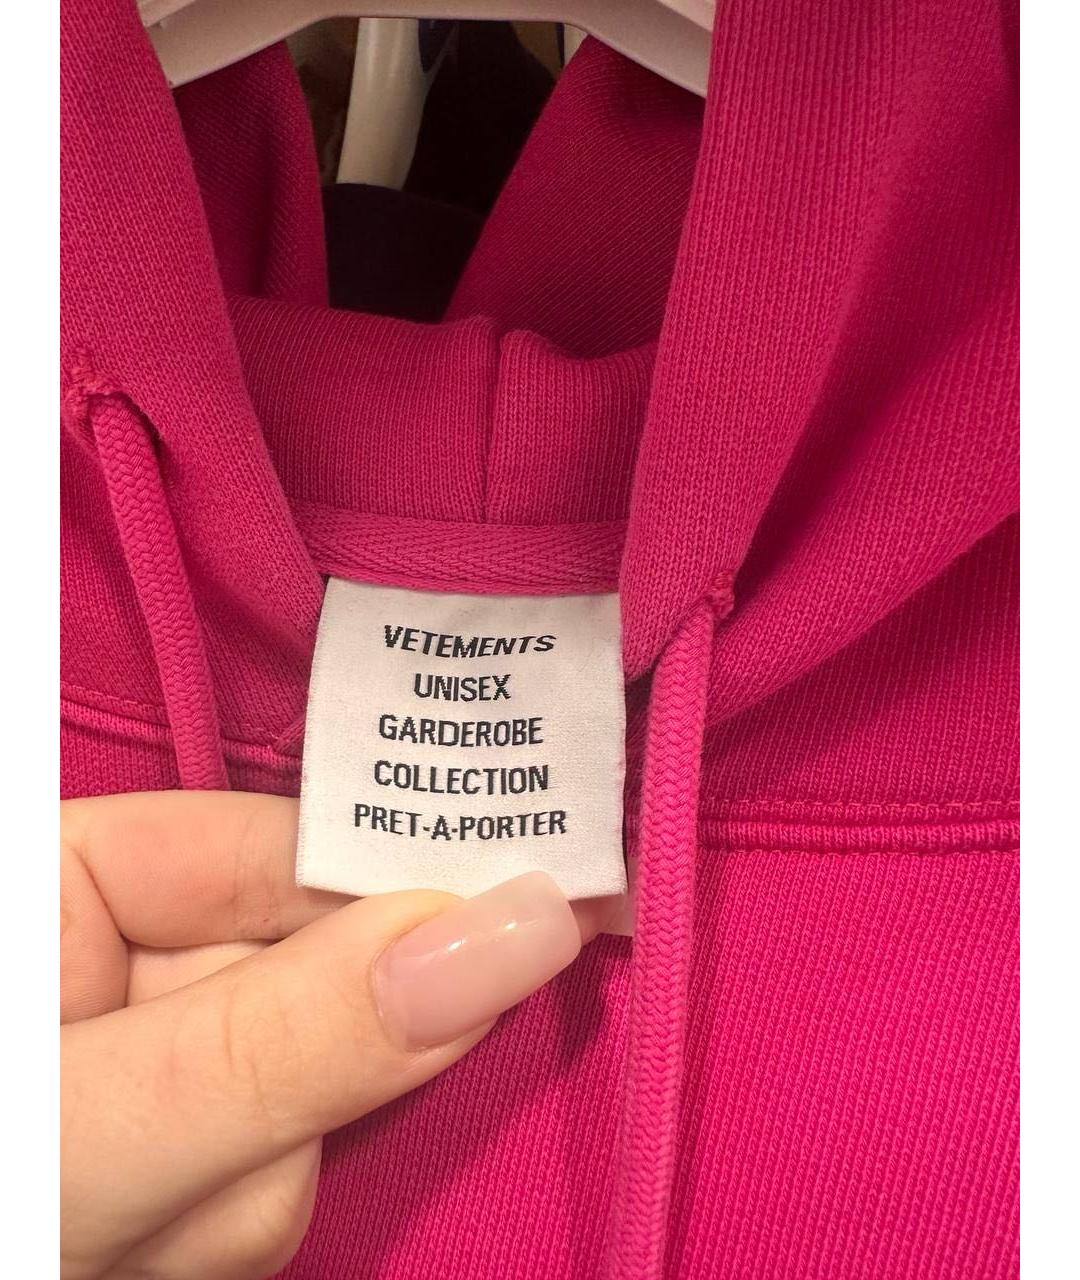 VETEMENTS
UNISEX
GARDEROBE
COLLECTION
PRET-A-PORTER